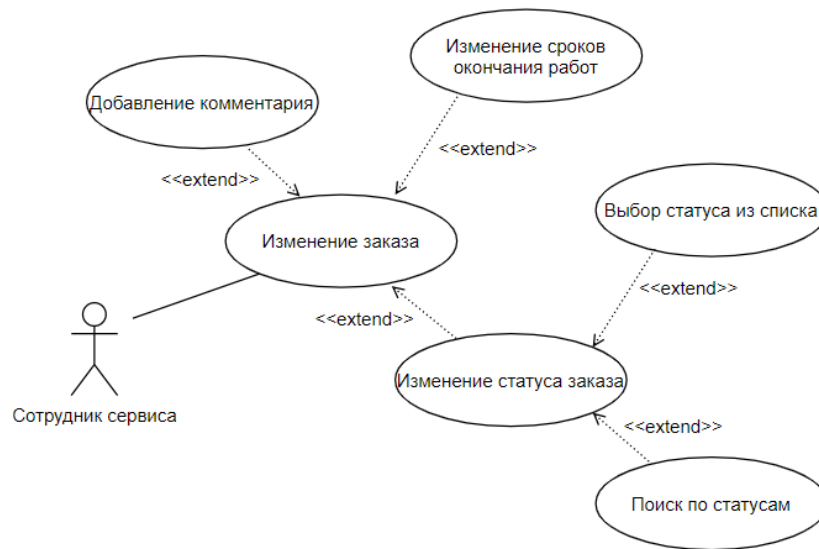 Изменение сроков
окончания работ
Добавление комментария
<<extend>>
<<extend>>
Изменение заказа
Выбор статуса из списка
<<extend>>
<<extend>>
Изменение статуса заказа
Сотрудник сервиса
<<extend>>
Поиск по статусам